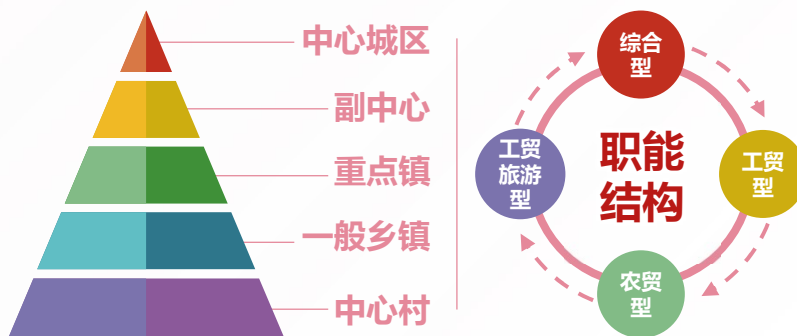 中心城区
副中心
重点镇
一般乡镇
中心村
综合
型
工贸
型
农贸
型
工贸
旅游
型
职能
结构